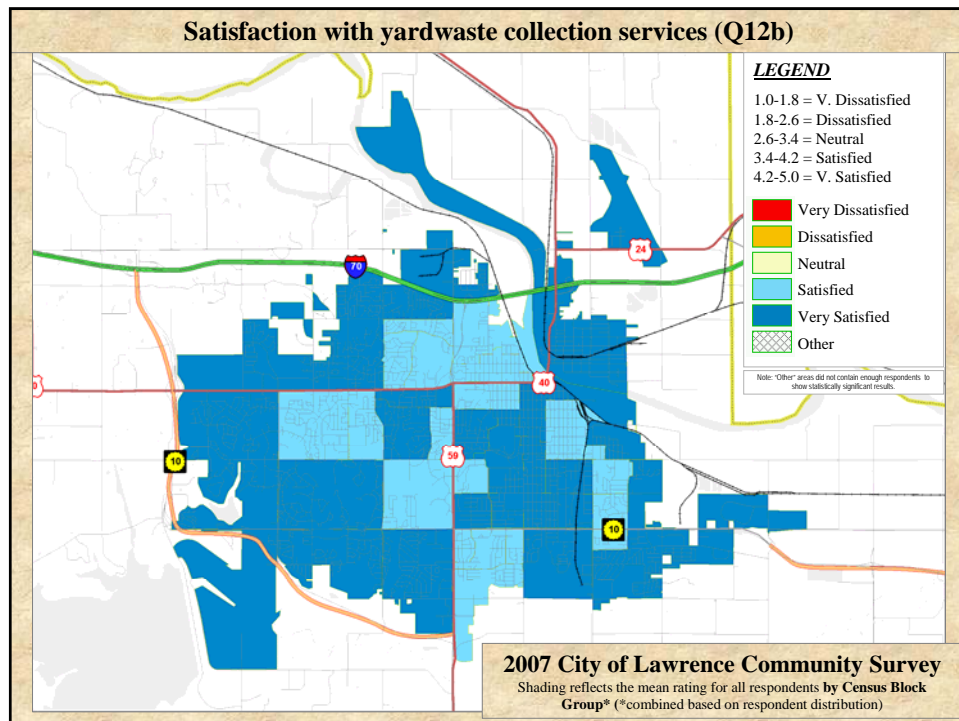 Satisfaction with yardwaste collection services (Q12b)
LEGEND
1.0-1.8 = V. Dissatisfied
1.8-2.6 = Dissatisfied
2.6-3.4 = Neutral
3.4-4.2 = Satisfied
4.2-5.0 = V. Satisfied
Very Dissatisfied
Dissatisfied
Neutral
Satisfied
Very Satisfied
Other
Note: "Other" areas did not contain enough respondents to
show statistically significant results.
24
70
0
40
59
10
10
2007 City of Lawrence Community Survey
Shading reflects the mean rating for all respondents by Census Block
Group* (*combined based on respondent distribution)